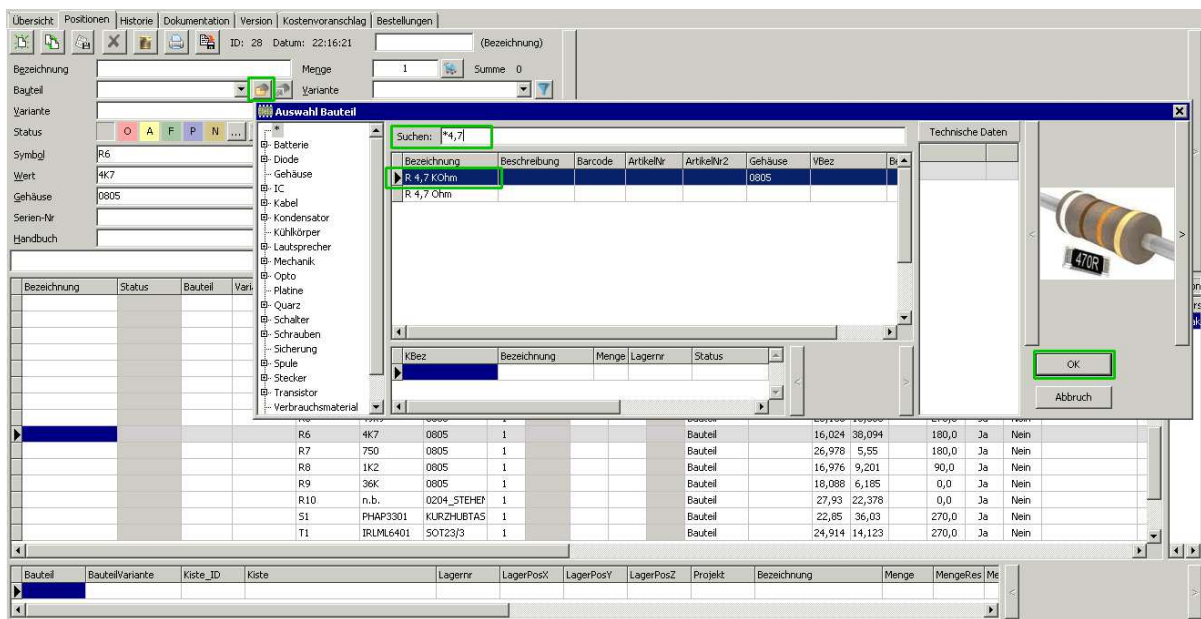 Übersicht Positionen Historie Dokumentation Version Kostenvoranschlag Bestellungen
ID: 28 Datum: 22:16:21 (Bezeichnung)
Bezeichnung Menge 1 Summe 0
Bauteil Variante
Variante
Status O A F P N ...
Symbol R6
Wert 4K7
Gehäuse 0805
Serien-Nr
Handbuch
Auswahl Bauteil
*
Batterie
Diode
Gehäuse
IC
Kabel
Kondensator
Kühlkörper
Lautsprecher
Mechanik
Opto
Platine
Quarz
Schalter
Schrauben
Sicherung
Spule
Stecker
Transistor
Verbrauchsmaterial
Suchen: *4,7
Bezeichnung Beschreibung Barcode ArtikelNr ArtikelNr2 Gehäuse VBez Be
R 4,7 KOhm 0805
R 4,7 Ohm
KBez Bezeichnung Menge Lagernr Status
Technische Daten
470R
OK
Abbruch
Bezeichnung Status Bauteil Vari
R6 4K7 0805 1 Bauteil 16,024 38,094 180,0 Ja Nein
R7 750 0805 1 Bauteil 26,978 5,55 180,0 Ja Nein
R8 1K2 0805 1 Bauteil 16,976 9,201 90,0 Ja Nein
R9 36K 0805 1 Bauteil 18,088 6,185 0,0 Ja Nein
R10 n.b. 0204_STEHEN 1 Bauteil 27,93 22,378 0,0 Ja Nein
S1 PHAP3301 KURZHUBTAS 1 Bauteil 22,85 36,03 270,0 Ja Nein
T1 IRLML6401 SOT23/3 1 Bauteil 24,914 14,123 270,0 Ja Nein
Bauteil BauteilVariante Kiste_ID Kiste Lagernr LagerPosX LagerPosY LagerPosZ Projekt Bezeichnung Menge MengeRes Me